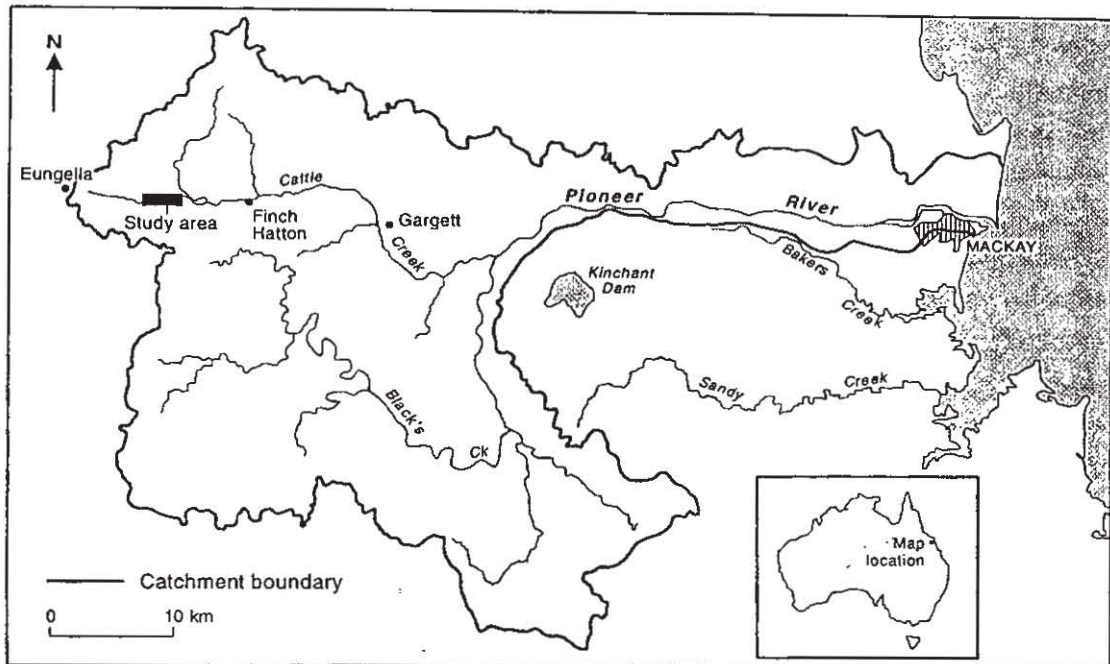 N
Eungella
Study area
Finch
Hatton
Cattle
Creek
Gargett
Pioneer
River
MACKAY
Kinchant
Dam
Bakers
Creek
Sandy
Creek
Black's
Ck
Map
location
Catchment boundary
0
10 km